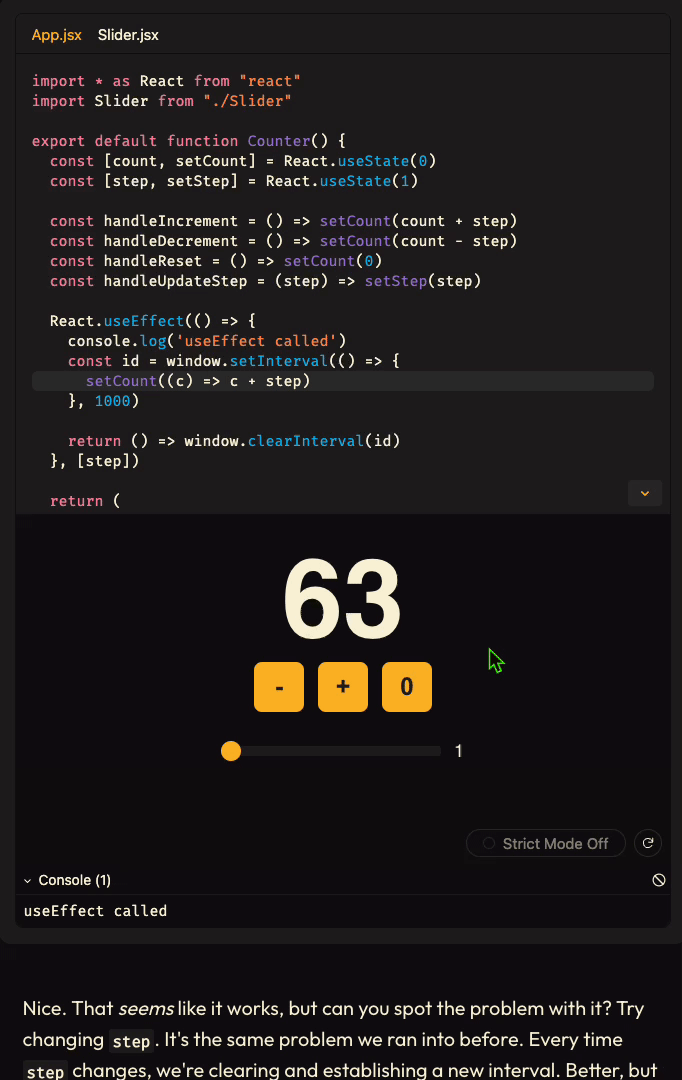 App.jsx Slider.jsx
import * as React from "react"
import Slider from "./Slider"
export default function Counter() {
const [count, setCount] = React.useState(0)
const [step, setStep] = React.useState(1)
const handleIncrement = () => setCount(count + step)
const handleDecrement = () => setCount(count - step)
const handleReset = () => setCount(0)
const handleUpdateStep = (step) => setStep(step)
React.useEffect(() => {
console.log('useEffect called')
const id = window.setInterval(() => {
setCount((c) => c + step)
}, 1000)
return () => window.clearInterval(id)
}, [step])
return (
63
- + 0
1
Strict Mode Off
Console (1)
useEffect called
Nice. That seems like it works, but can you spot the problem with it? Try
changing step. It's the same problem we ran into before. Every time
step changes, we're clearing and establishing a new interval. Better, but